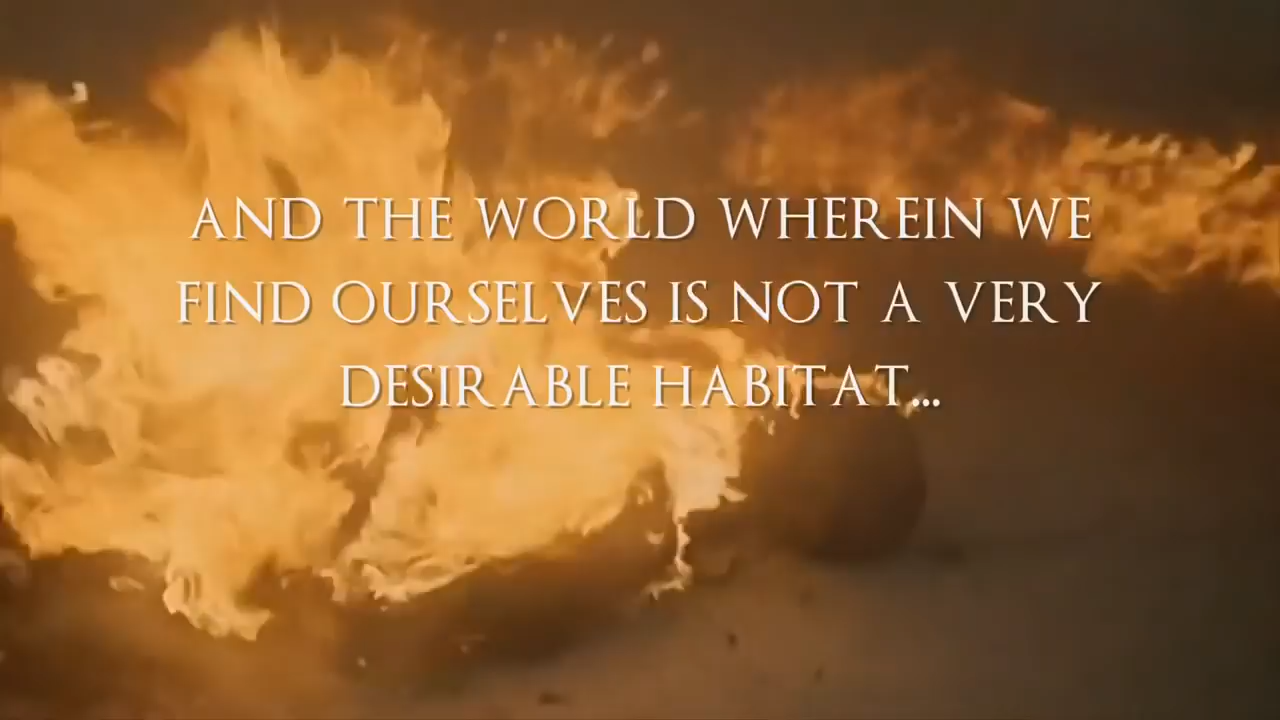 AND THE WORLD WHEREIN WE
FIND OURSELVES IS NOT A VERY
DESIRABLE HABITAT...